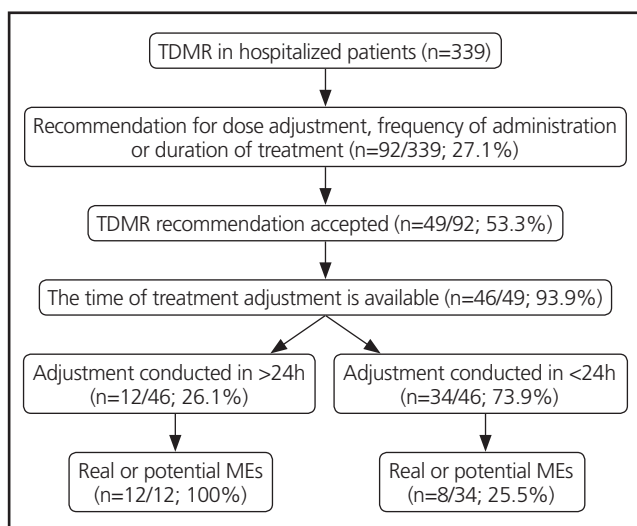 TDMR in hospitalized patients (n=339)
Recommendation for dose adjustment, frequency of administration
or duration of treatment (n=92/339; 27.1%)
TDMR recommendation accepted (n=49/92; 53.3%)
The time of treatment adjustment is available (n=46/49; 93.9%)
Adjustment conducted in >24h
(n=12/46; 26.1%)
Adjustment conducted in <24h
(n=34/46; 73.9%)
Real or potential MEs
(n=12/12; 100%)
Real or potential MEs
(n=8/34; 25.5%)